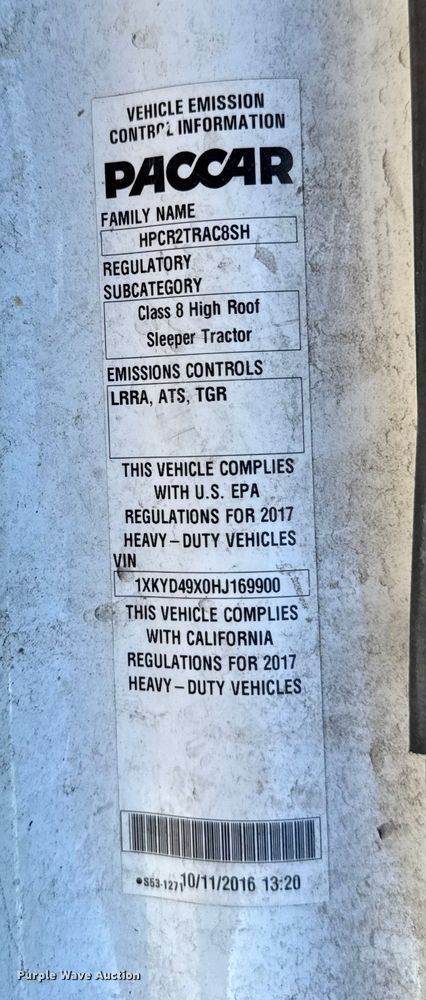 VEHICLE EMISSION
CONTROL INFORMATION
PACCAR
FAMILY NAME
HPCR2TRAC8SH
REGULATORY
SUBCATEGORY
Class 8 High Roof
Sleeper Tractor
EMISSIONS CONTROLS
LRRA, ATS, TGR
THIS VEHICLE COMPLIES
WITH U.S. EPA
REGULATIONS FOR 2017
HEAVY-DUTY VEHICLES
VIN
1XKYD49X0HJ169900
THIS VEHICLE COMPLIES
WITH CALIFORNIA
REGULATIONS FOR 2017
HEAVY-DUTY VEHICLES
•S63-1271 10/11/2016 13:20
Purple Wave Auction